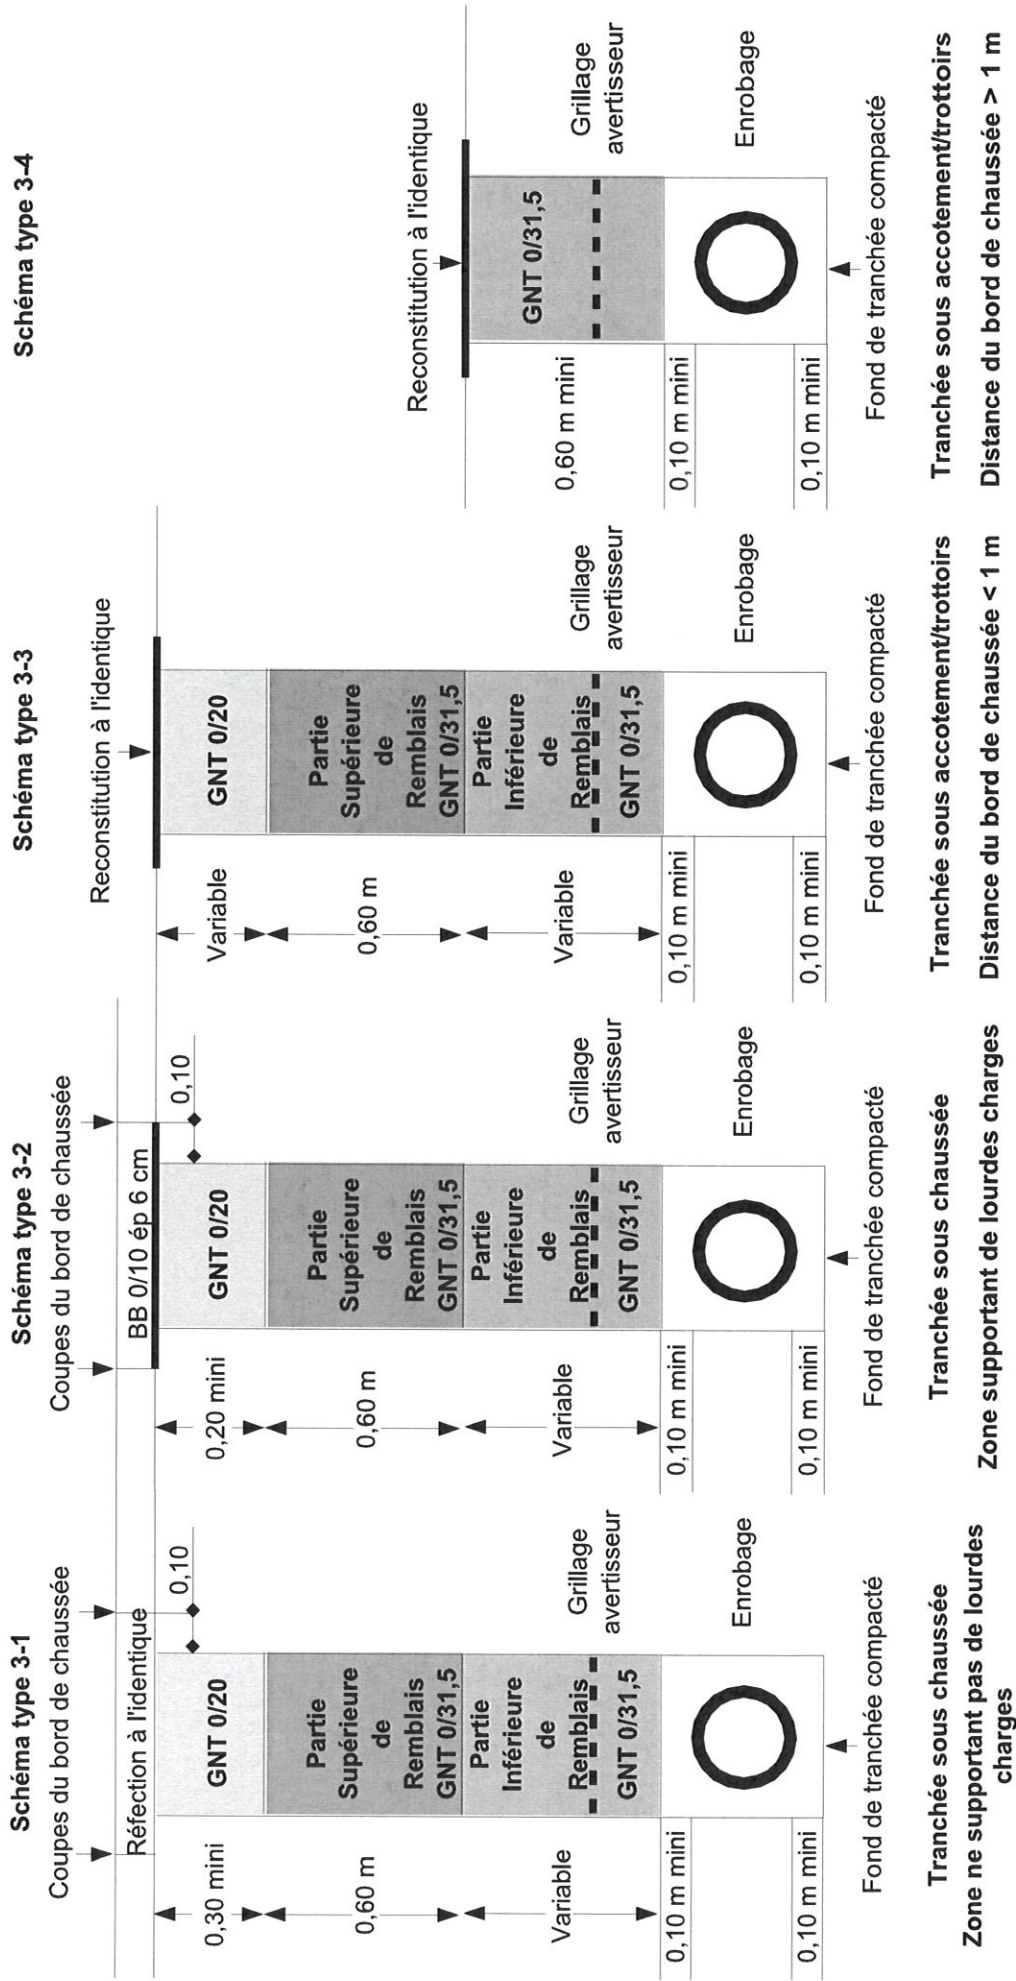 Schéma type 3-1
Coupes du bord de chaussée
Réfection à l'identique
0,10
GNT 0/20
0,30 mini
Partie
Supérieure
de
Remblais
GNT 0/31,5
0,60 m
Partie
Inférieure
de
Remblais
GNT 0/31,5
Variable
Grillage
avertisseur
0,10 m mini
Enrobage
0,10 m mini
Fond de tranchée compacté
Tranchée sous chaussée
Zone ne supportant pas de lourdes
charges
Schéma type 3-2
Coupes du bord de chaussée
BB 0/10 ép 6 cm
0,10
GNT 0/20
0,20 mini
Partie
Supérieure
de
Remblais
GNT 0/31,5
0,60 m
Partie
Inférieure
de
Remblais
GNT 0/31,5
Variable
Grillage
avertisseur
0,10 m mini
Enrobage
0,10 m mini
Fond de tranchée compacté
Tranchée sous chaussée
Zone supportant de lourdes charges
Schéma type 3-3
Reconstitution à l'identique
GNT 0/20
Variable
Partie
Supérieure
de
Remblais
GNT 0/31,5
0,60 m
Partie
Inférieure
de
Remblais
GNT 0/31,5
Variable
Grillage
avertisseur
0,10 m mini
Enrobage
0,10 m mini
Fond de tranchée compacté
Tranchée sous accotement/trottoirs
Distance du bord de chaussée < 1 m
Schéma type 3-4
Reconstitution à l'identique
GNT 0/31,5
0,60 m mini
Grillage
avertisseur
0,10 m mini
Enrobage
0,10 m mini
Fond de tranchée compacté
Tranchée sous accotement/trottoirs
Distance du bord de chaussée > 1 m